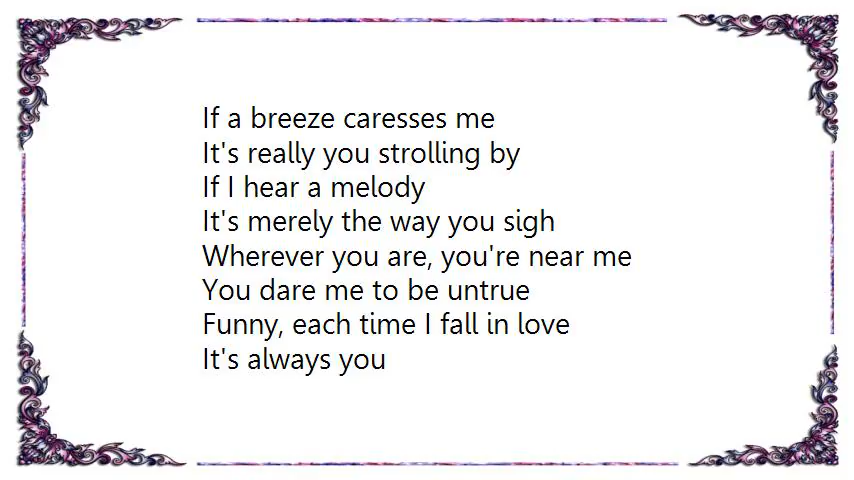 If a breeze caresses me
It's really you strolling by
If I hear a melody
It's merely the way you sigh
Wherever you are, you're near me
You dare me to be untrue
Funny, each time I fall in love
It's always you